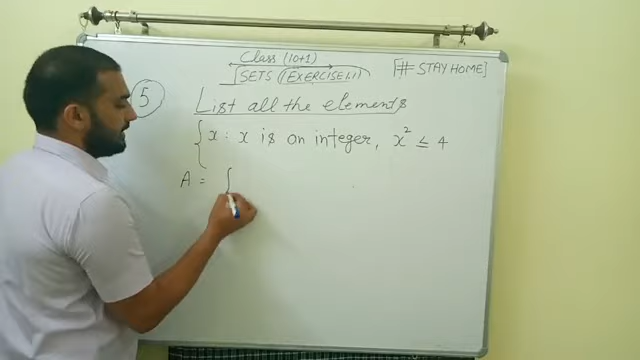 Class (10+1)
SETS (EXERCISE 1.1)
[# STAY HOME]
5
List all the elements
{ x : x is an integer, x² ≤ 4
A = {